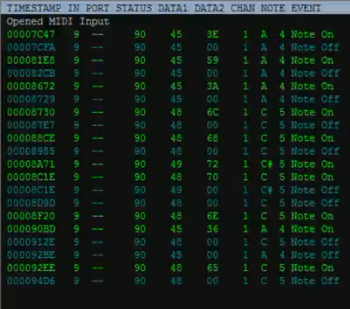 TIMESTAMP IN PORT STATUS DATA1 DATA2 CHAN NOTE EVENT
Opened MIDI Input
00007C47 9 -- 90 45 3E 1 A 4 Note On
00007CFA 9 -- 90 45 00 1 A 4 Note Off
000081E8 9 -- 90 45 59 1 A 4 Note On
000082CB 9 -- 90 45 00 1 A 4 Note Off
00008672 9 -- 90 45 3A 1 A 4 Note On
00008729 9 -- 90 45 00 1 A 4 Note Off
00008730 9 -- 90 48 6C 1 C 5 Note On
000087E7 9 -- 90 48 00 1 C 5 Note Off
000088CE 9 -- 90 48 68 1 C 5 Note On
00008985 9 -- 90 48 00 1 C 5 Note Off
00008A71 9 -- 90 49 72 1 C# 5 Note On
00008C1E 9 -- 90 48 70 1 C 5 Note On
00008C1E 9 -- 90 49 00 1 C# 5 Note Off
00008D9D 9 -- 90 48 00 1 C 5 Note Off
00008F20 9 -- 90 48 6E 1 C 5 Note On
000090BD 9 -- 90 45 36 1 A 4 Note On
0000912E 9 -- 90 48 00 1 C 5 Note Off
000092BE 9 -- 90 45 00 1 A 4 Note Off
000092EE 9 -- 90 48 65 1 C 5 Note On
000094D6 9 -- 90 48 00 1 C 5 Note Off